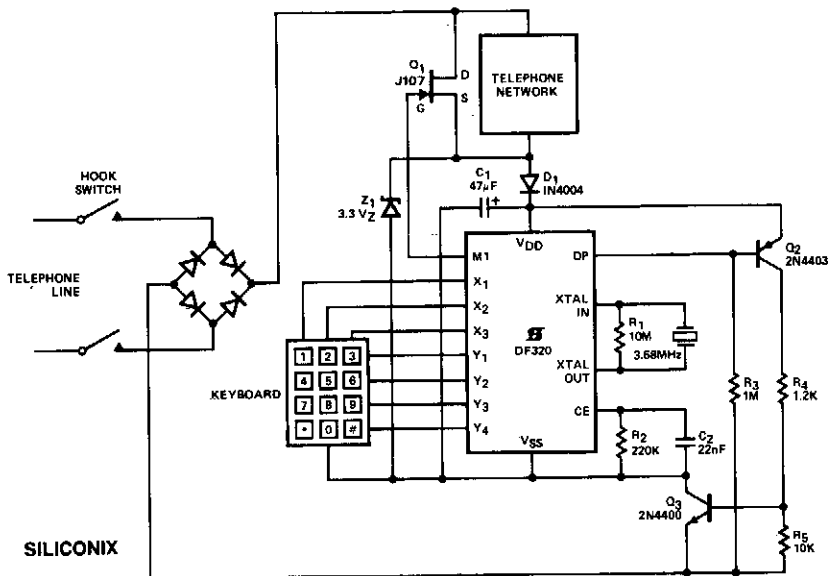 Q1
J107
D
S
G
TELEPHONE
NETWORK
HOOK
SWITCH
TELEPHONE
LINE
Z1
3.3 VZ
C1
47µF
+
D1
IN4004
Q2
2N4403
VDD
M1
X1
X2
X3
Y1
Y2
Y3
Y4
DP
XTAL
IN
DF320
XTAL
OUT
CE
VSS
R1
10M
3.58MHz
R3
1M
R4
1.2K
R2
220K
C2
22nF
KEYBOARD
1 2 3
4 5 6
7 8 9
* 0 #
Q3
2N4400
R5
10K
SILICONIX